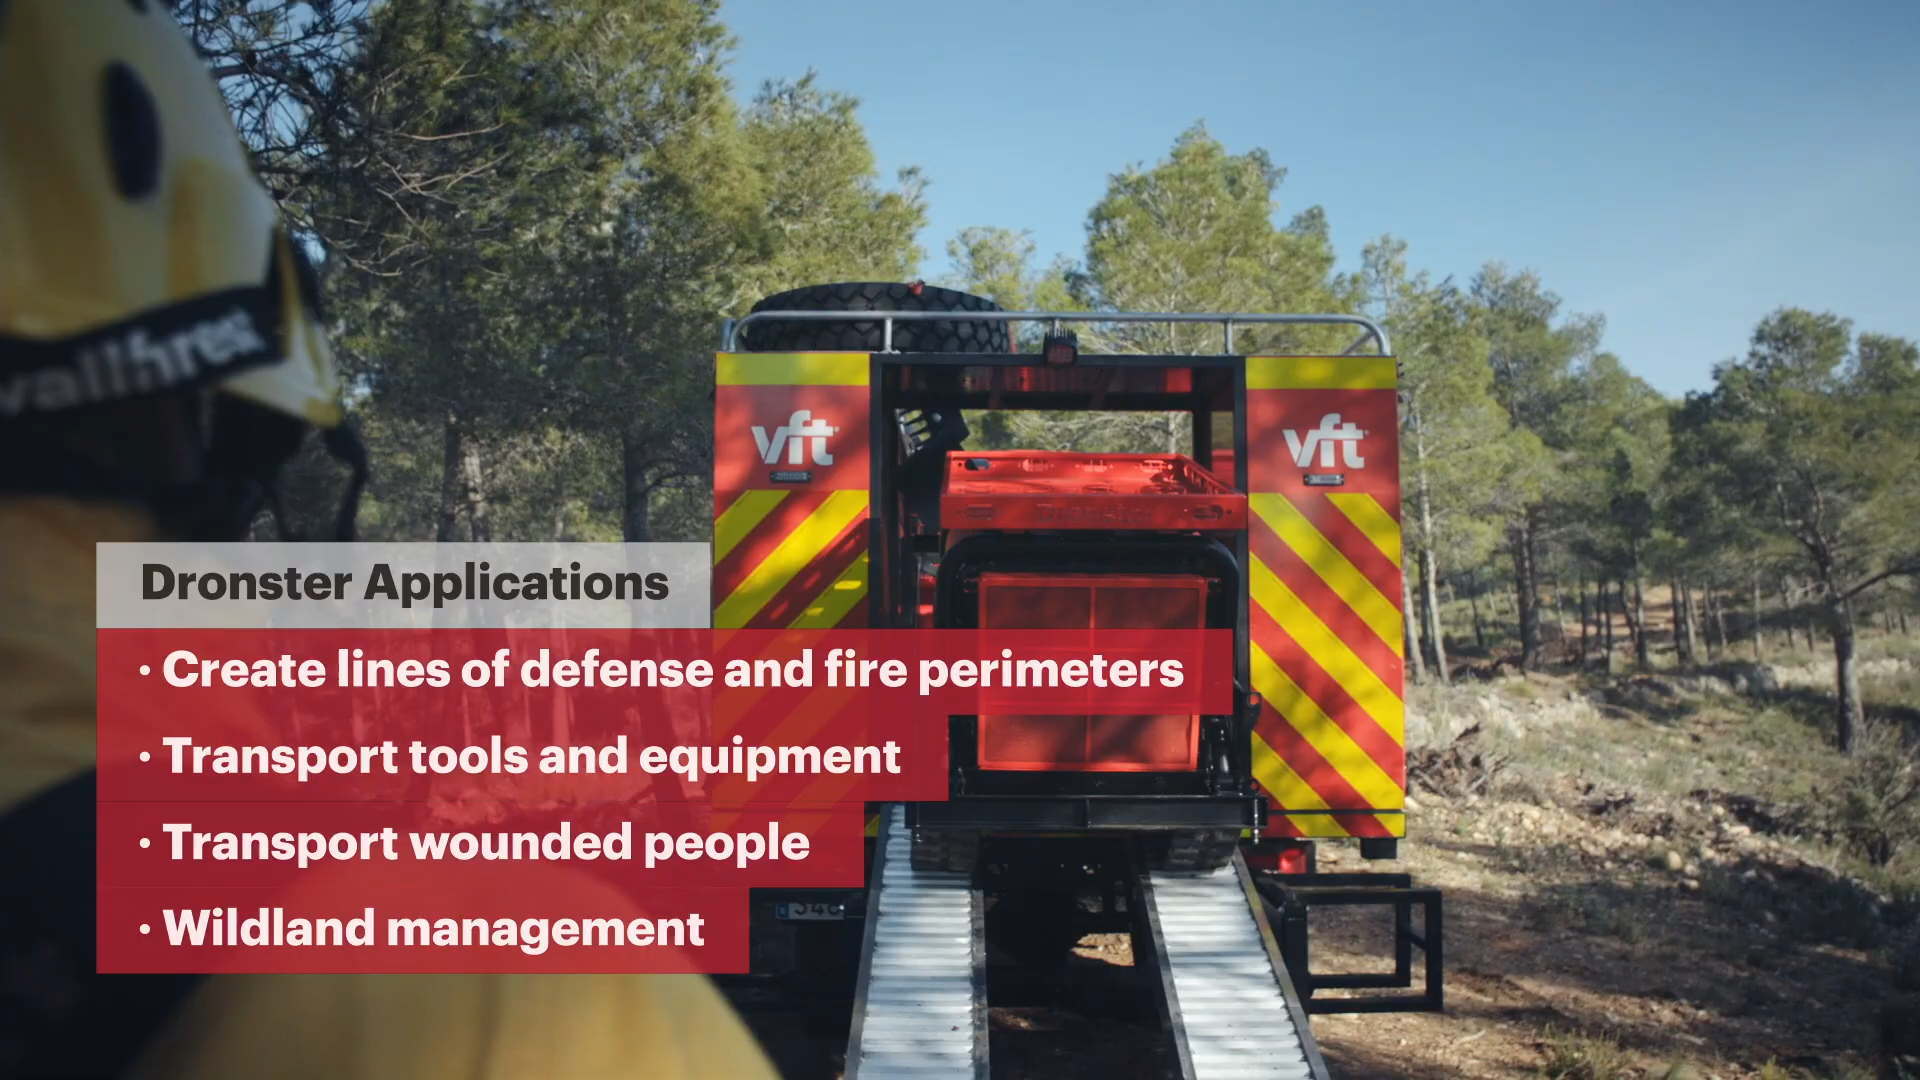 vallfirest
vft
vft
Dronster Applications
• Create lines of defense and fire perimeters
• Transport tools and equipment
• Transport wounded people
• Wildland management